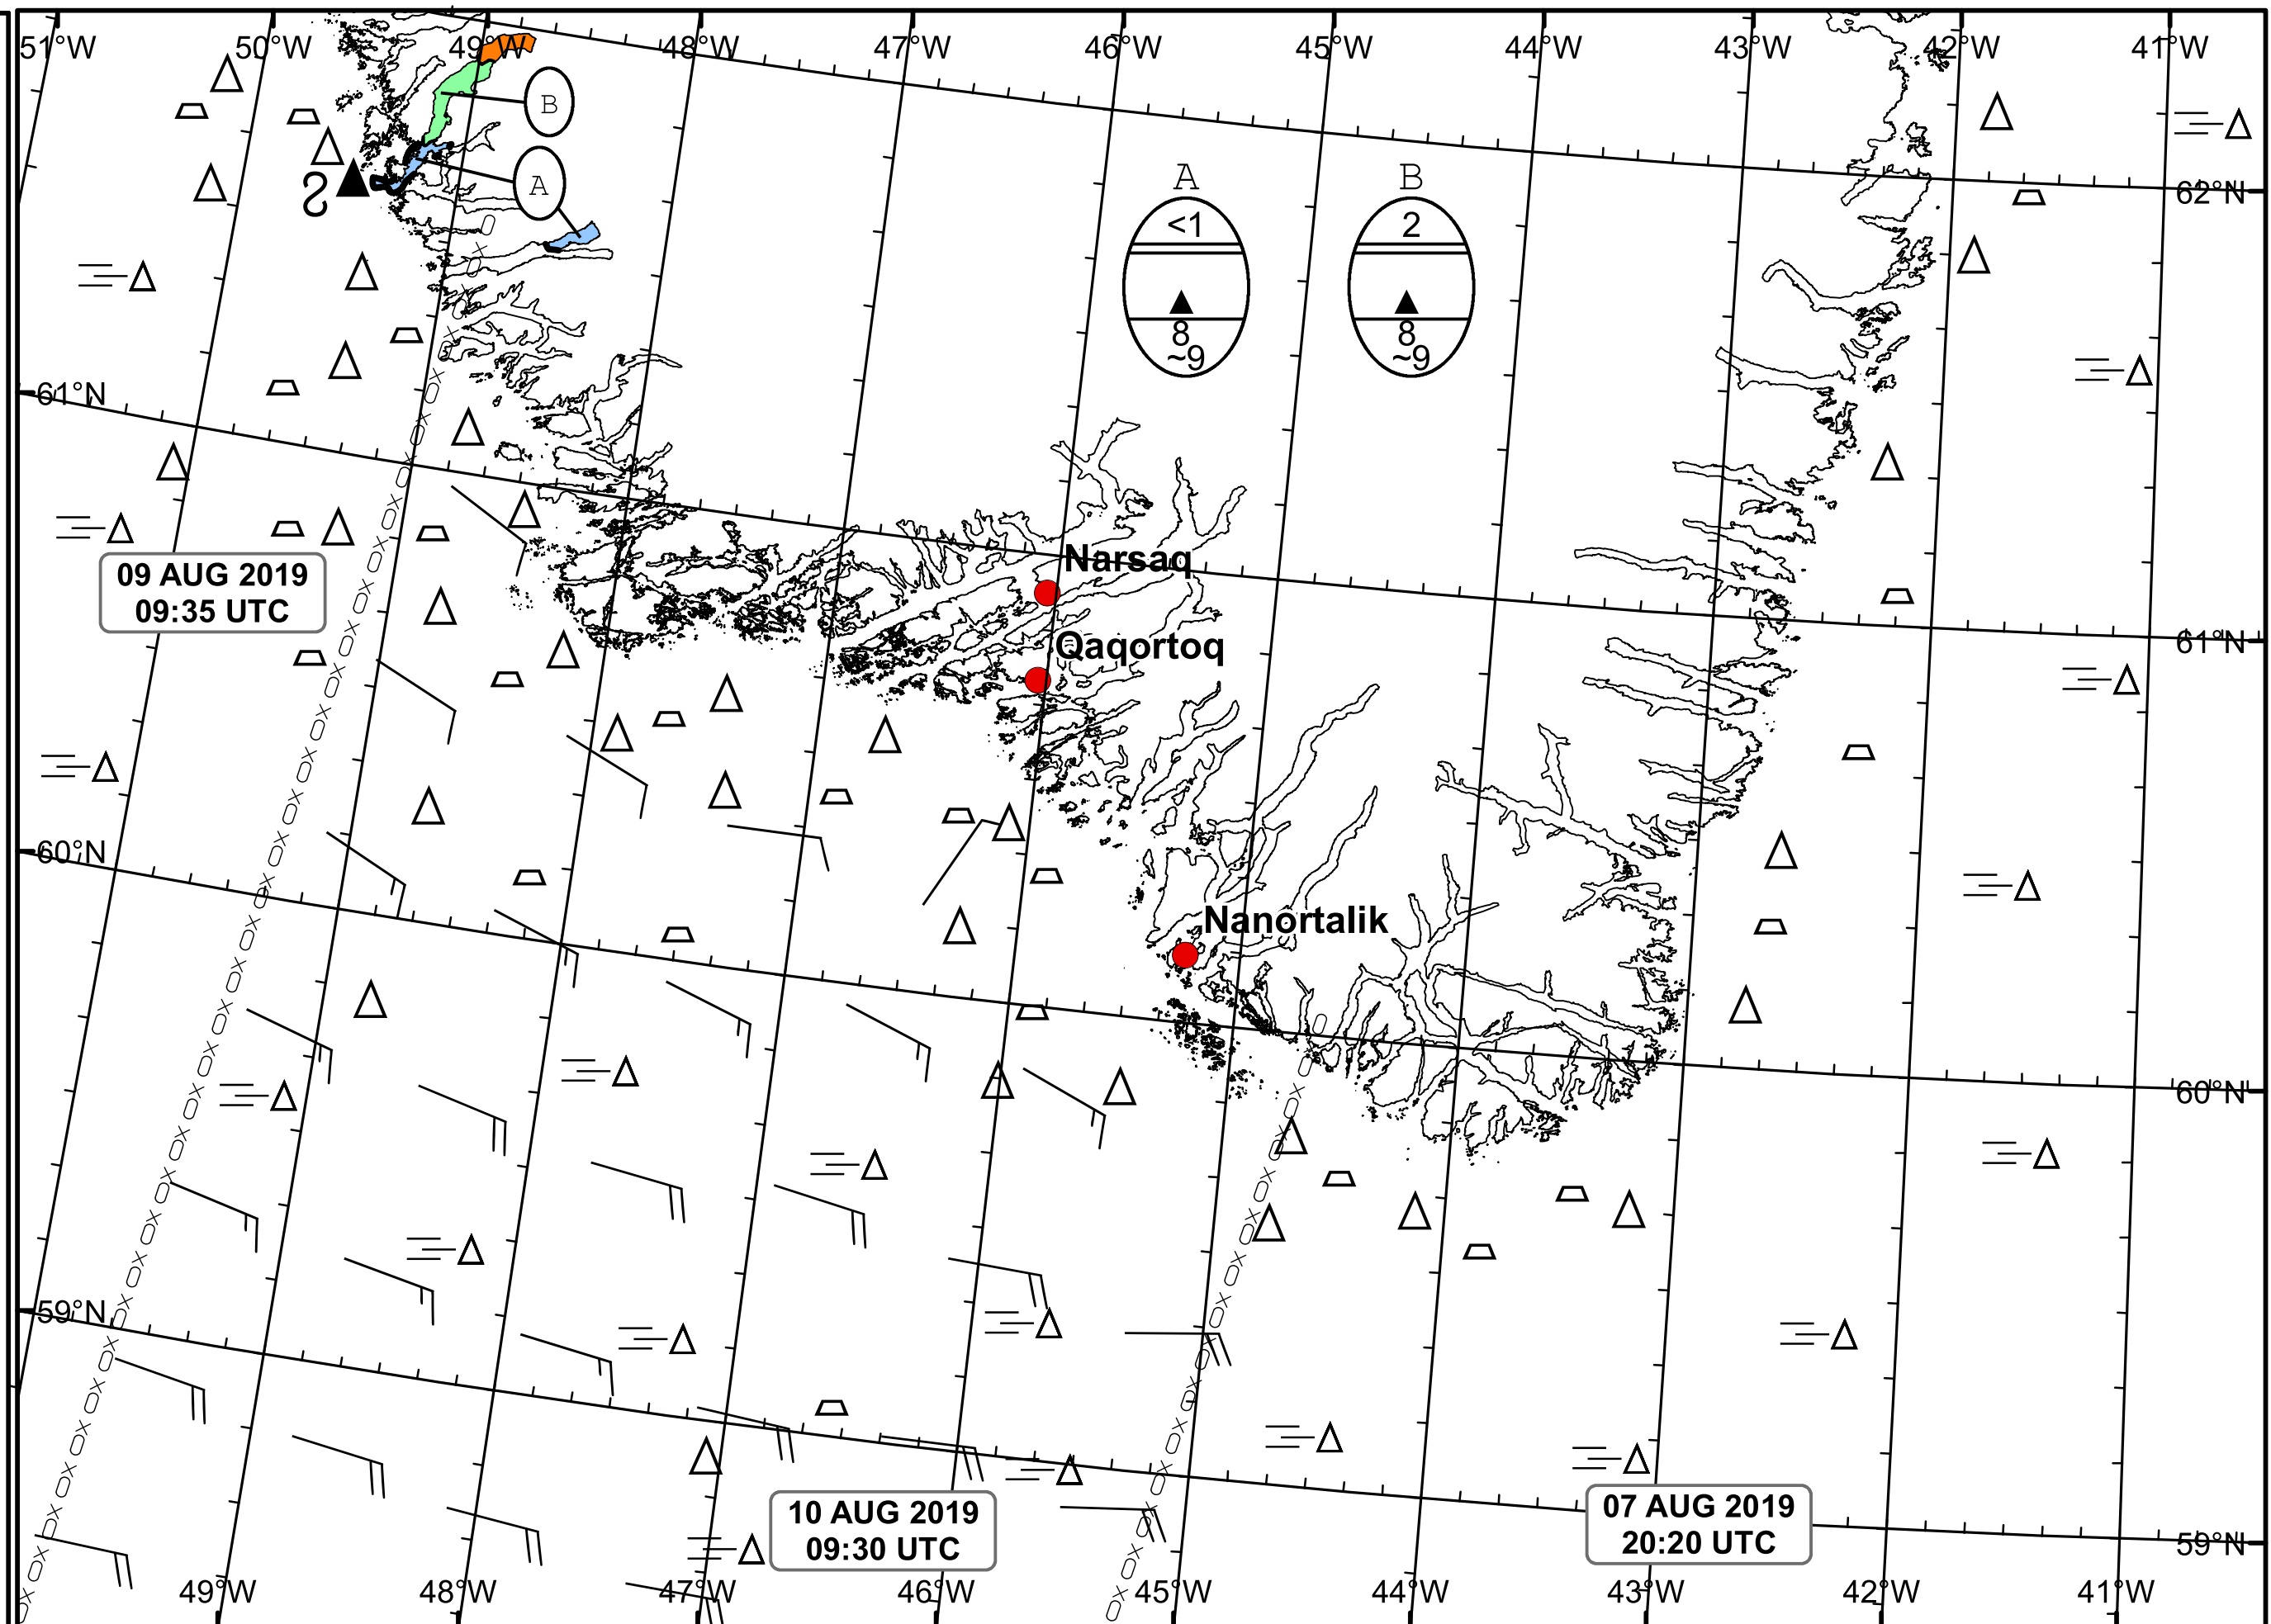 51°W 50°W 49°W 48°W 47°W 46°W 45°W 44°W 43°W 42°W 41°W
B
A
A B
<1 2
62°N
8 8
~9 ~9
61°N
Narsaq
09 AUG 2019
09:35 UTC
Qaqortoq
61°N
60°N
Nanortalik
60°N
59°N
10 AUG 2019
09:30 UTC
07 AUG 2019
20:20 UTC
59°N
49°W 48°W 47°W 46°W 45°W 44°W 43°W 42°W 41°W